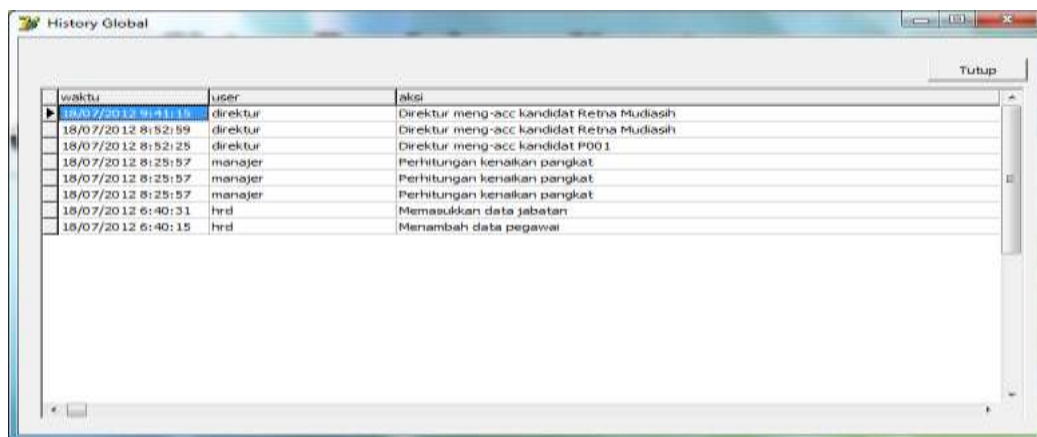 History Global
Tutup
waktu user aksi
18/07/2012 9:41:15 direktur Direktur meng-acc kandidat Retna Mudiasih
18/07/2012 8:52:59 direktur Direktur meng-acc kandidat Retna Mudiasih
18/07/2012 8:52:25 direktur Direktur meng-acc kandidat P001
18/07/2012 8:25:57 manajer Perhitungan kenaikan pangkat
18/07/2012 8:25:57 manajer Perhitungan kenaikan pangkat
18/07/2012 8:25:57 manajer Perhitungan kenaikan pangkat
18/07/2012 6:40:31 hrd Memasukkan data jabatan
18/07/2012 6:40:15 hrd Menambah data pegawai